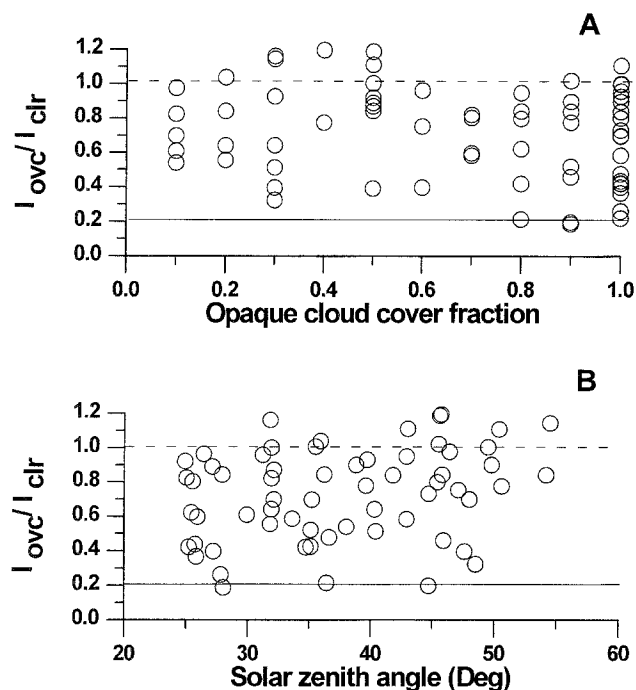 A
I ovc/ I clr
1.2
1.0
0.8
0.6
0.4
0.2
0.0
0.0 0.2 0.4 0.6 0.8 1.0
Opaque cloud cover fraction
B
I ovc/ I clr
1.2
1.0
0.8
0.6
0.4
0.2
0.0
20 30 40 50 60
Solar zenith angle (Deg)